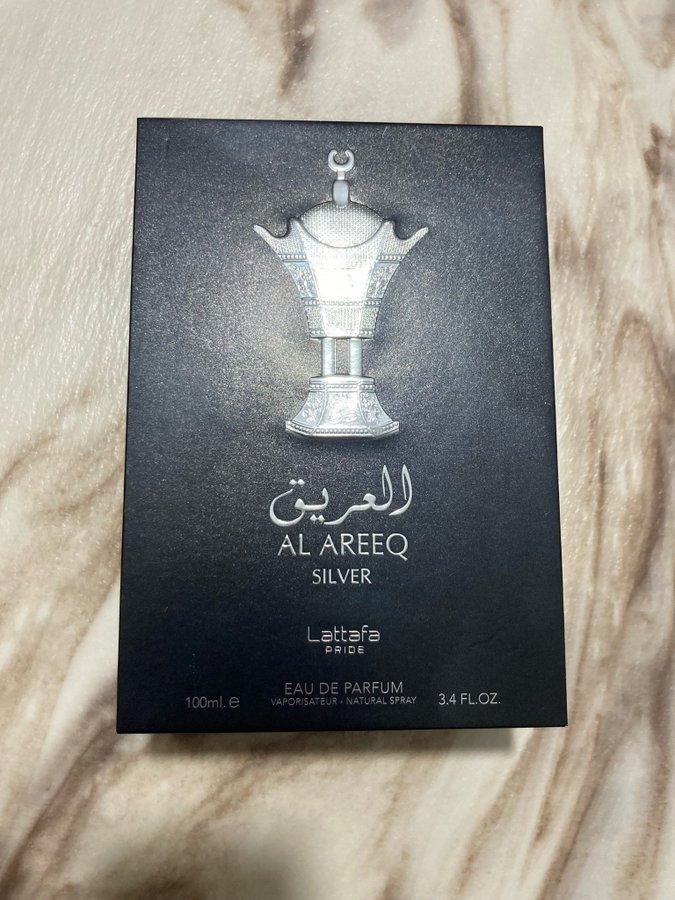 العريق
AL AREEQ
SILVER
Lattafa
PRIDE
EAU DE PARFUM
VAPORISATEUR - NATURAL SPRAY
100ml. e
3.4 FL.OZ.